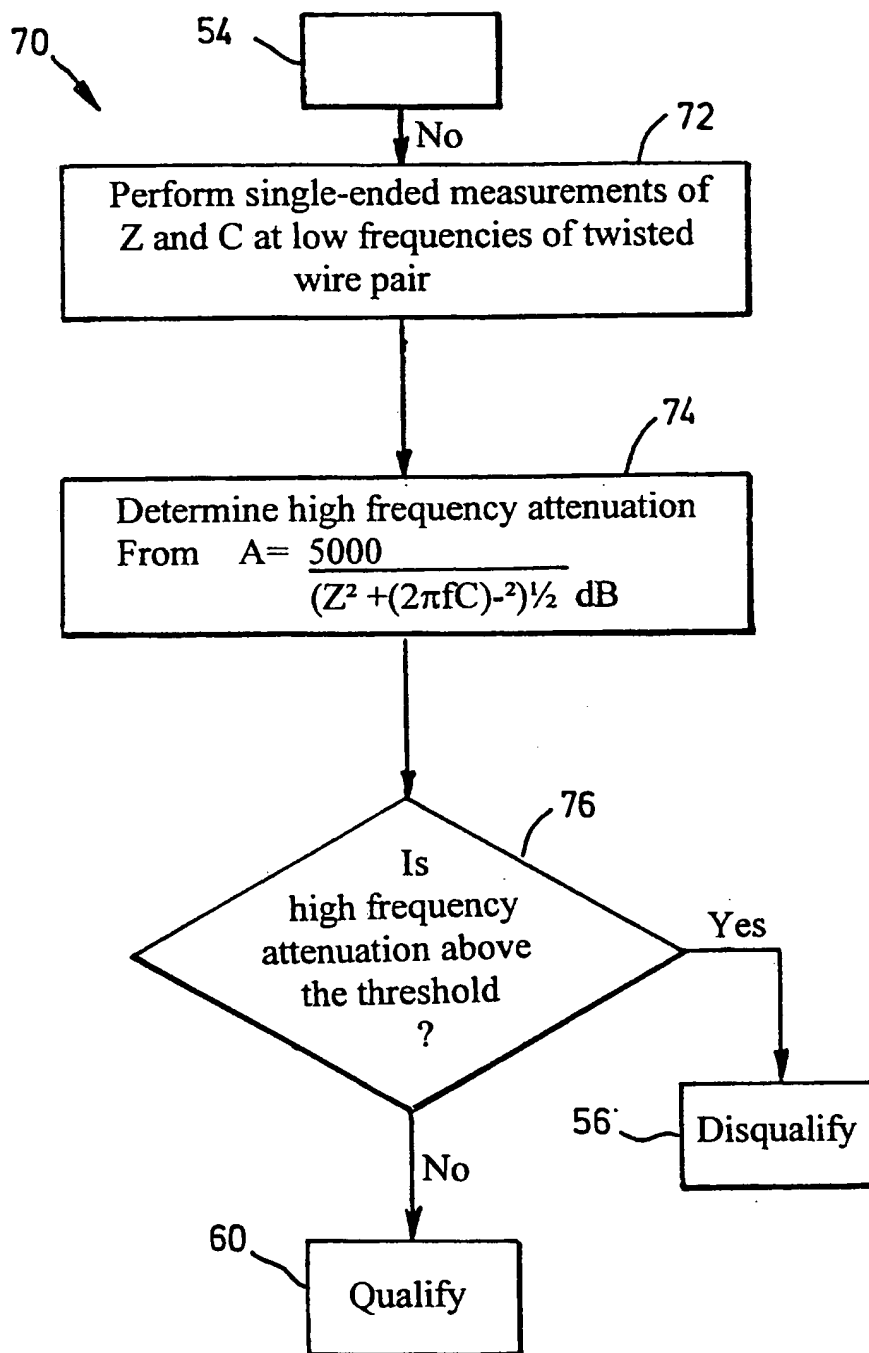 70
54
No
72
Perform single-ended measurements of
Z and C at low frequencies of twisted
wire pair
74
Determine high frequency attenuation
From A= 5000
(Z² +(2πfC)-²)½ dB
76
Is
high frequency
attenuation above
the threshold
?
Yes
56
Disqualify
No
60
Qualify